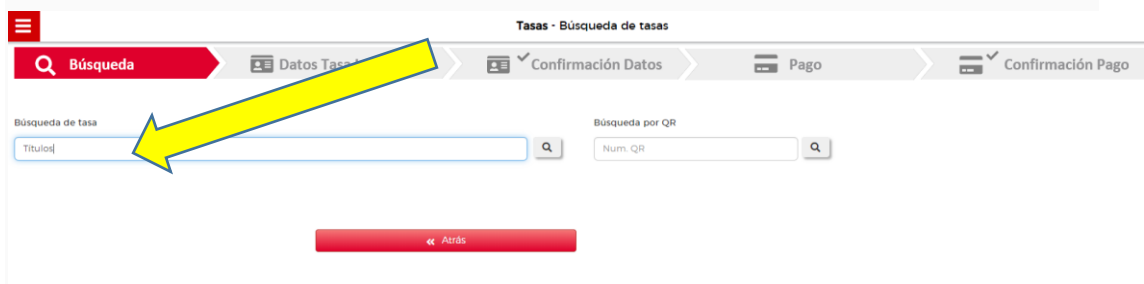 Tasas - Búsqueda de tasas
Búsqueda
Datos Tasa
Confirmación Datos
Pago
Confirmación Pago
Búsqueda de tasa
Búsqueda por QR
Títulos
Num. QR
« Atrás